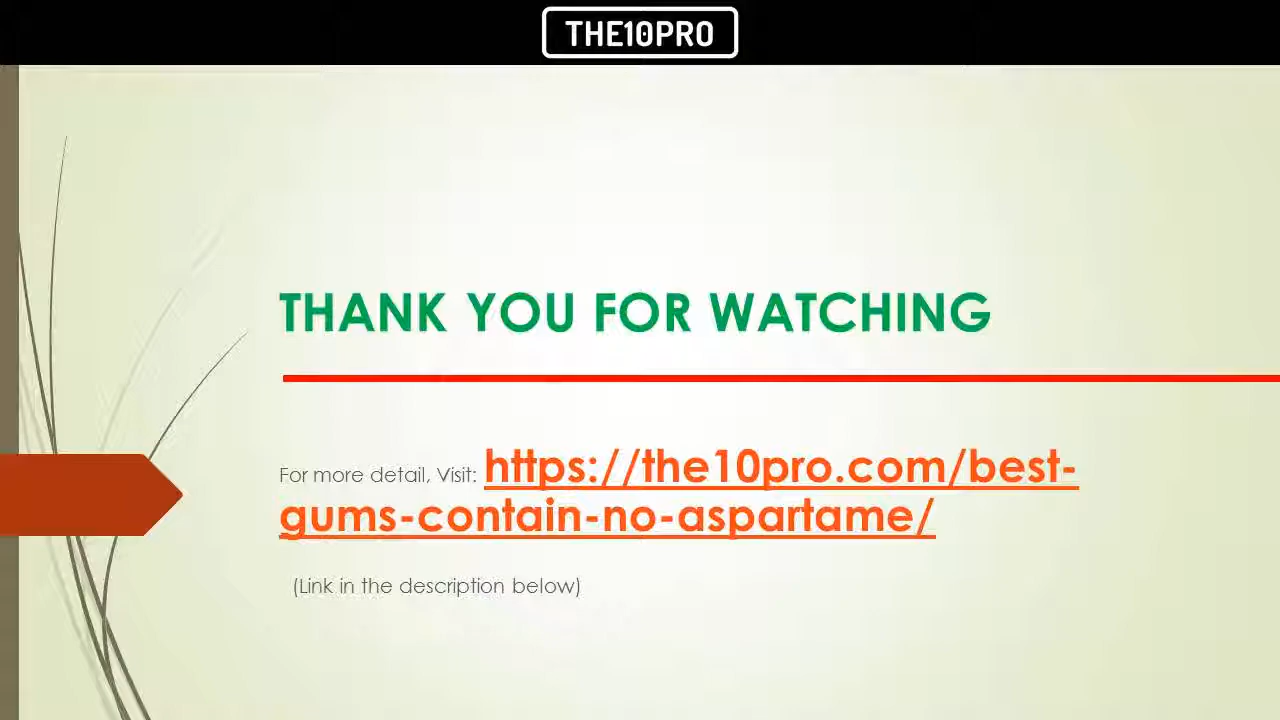 THE10PRO
THANK YOU FOR WATCHING
For more detail, Visit: https://the10pro.com/best-
gums-contain-no-aspartame/
(Link in the description below)